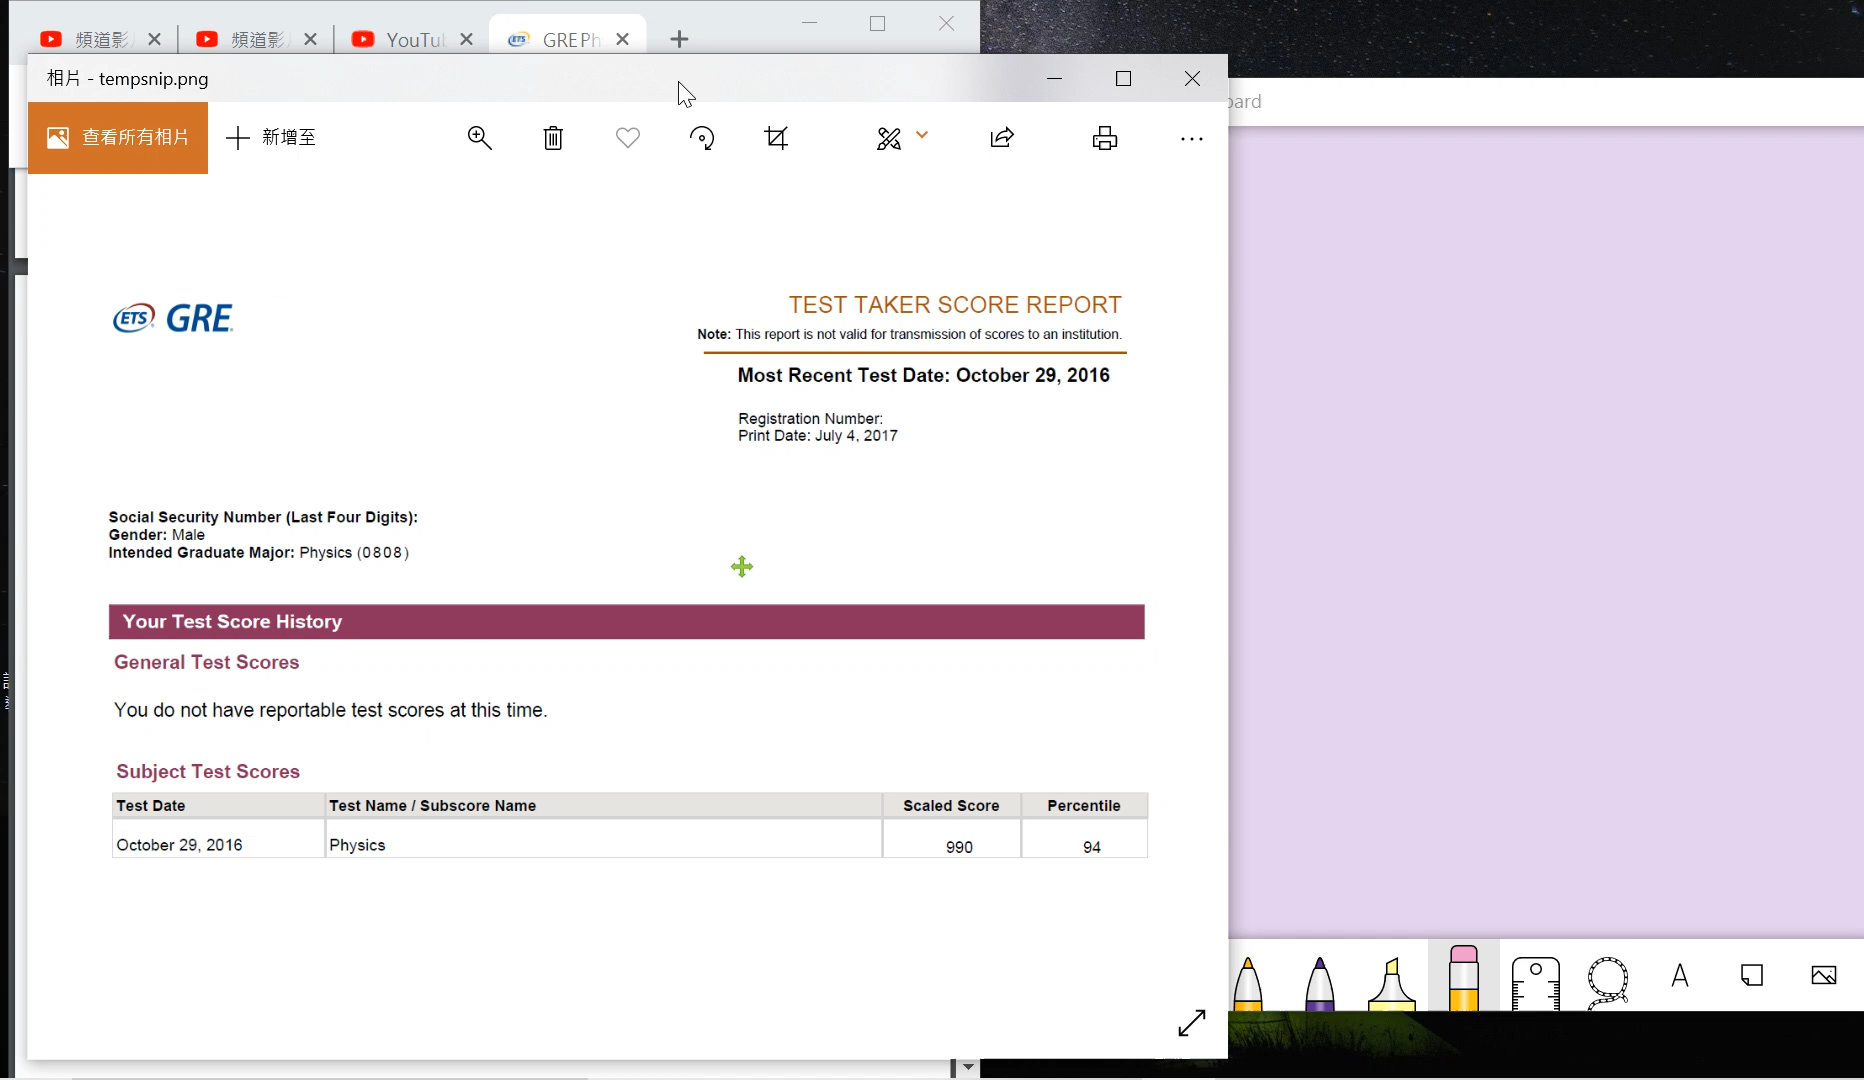 頻道影
頻道影
YouTub
GRE Ph
相片 - tempsnip.png
oard
查看所有相片
新增至
ETS GRE
TEST TAKER SCORE REPORT
Note: This report is not valid for transmission of scores to an institution.
Most Recent Test Date: October 29, 2016
Registration Number:
Print Date: July 4, 2017
Social Security Number (Last Four Digits):
Gender: Male
Intended Graduate Major: Physics (0808)
Your Test Score History
General Test Scores
You do not have reportable test scores at this time.
Subject Test Scores
Test Date Test Name / Subscore Name Scaled Score Percentile
October 29, 2016 Physics 990 94